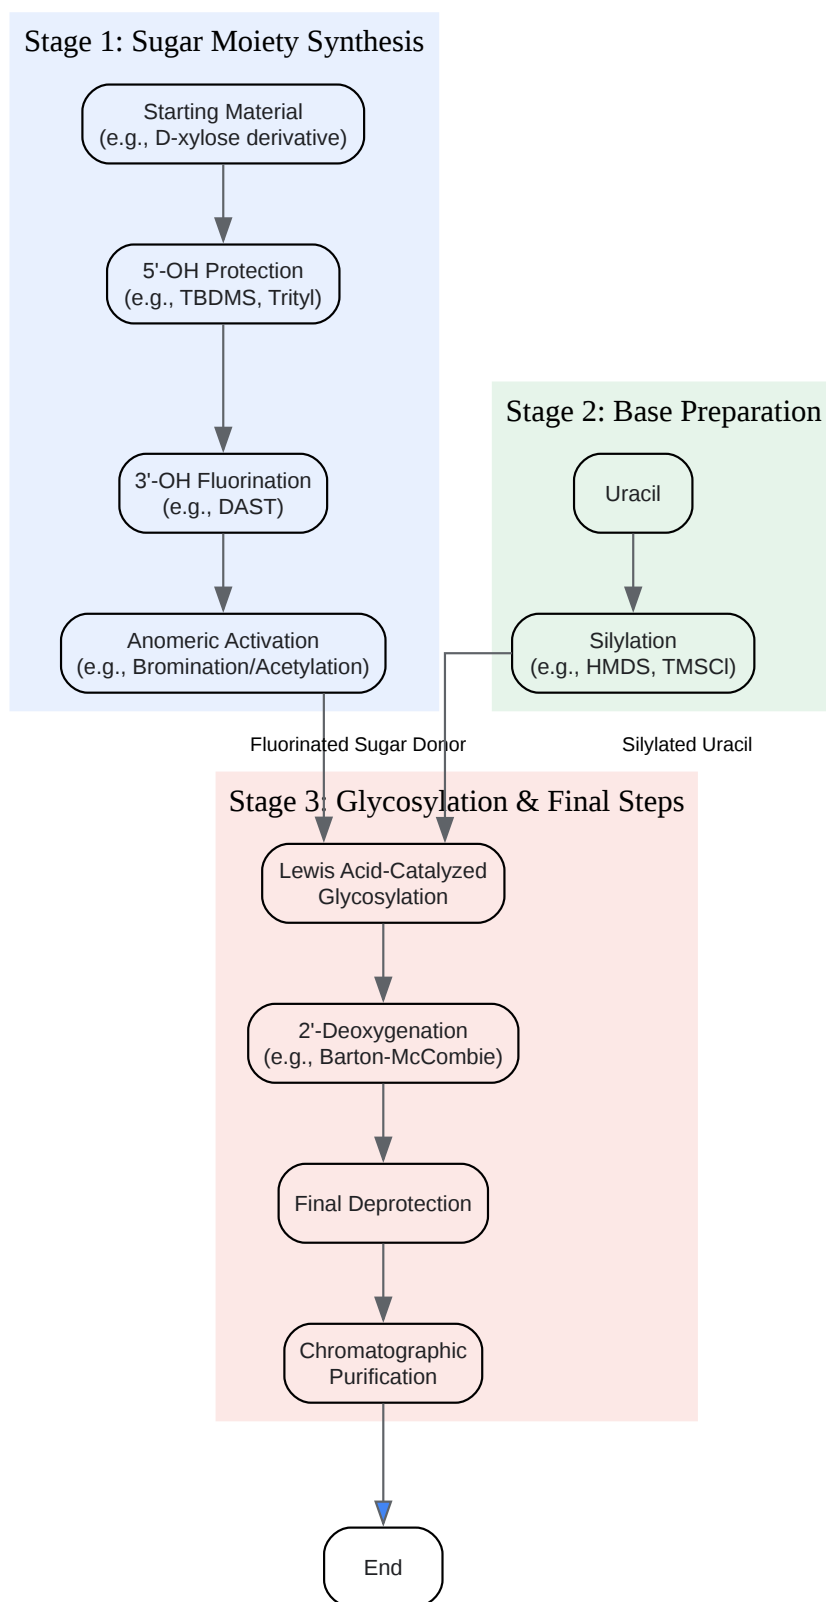 Stage 1: Sugar Moiety Synthesis
Starting Material
(e.g., D-xylose derivative)
5'-OH Protection
(e.g., TBDMS, Trityl)
3'-OH Fluorination
(e.g., DAST)
Anomeric Activation
(e.g., Bromination/Acetylation)
Stage 2: Base Preparation
Uracil
Silylation
(e.g., HMDS, TMSCl)
Fluorinated Sugar Donor
Silylated Uracil
Stage 3: Glycosylation & Final Steps
Lewis Acid-Catalyzed
Glycosylation
2'-Deoxygenation
(e.g., Barton-McCombie)
Final Deprotection
Chromatographic
Purification
End